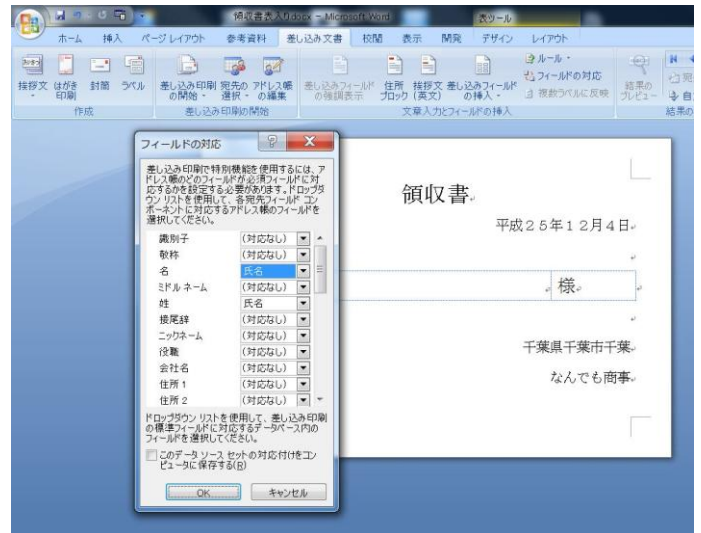 領収書差入力.docx - Microsoft Word 表ツール
ホーム 挿入 ページ レイアウト 参考資料 差し込み文書 校閲 表示 開発 デザイン レイアウト
挨拶文 はがき印刷 封筒 ラベル 差し込み印刷の開始 宛先の選択 アドレス帳の編集 差し込みフィールドの強調表示 住所ブロック 挨拶文(英文) 差し込みフィールドの挿入 ルール フィールドの対応 複数ラベルに反映 結果のプレビュー
作成 差し込み印刷の開始 文章入力とフィールドの挿入
フィールドの対応
差し込み印刷で特別機能を使用するには、ア
ドレス帳のどのフィールドが必須フィールドに対
応するかを設定する必要があります。ドロップダ
ウン リストを使用して、各宛先フィールド コン
ポーネントに対応するアドレス帳のフィールドを
選択してください。
識別子 (対応なし)
敬称 (対応なし)
名 氏名
ミドル ネーム (対応なし)
姓 氏名
接尾辞 (対応なし)
ニックネーム (対応なし)
役職 (対応なし)
会社名 (対応なし)
住所 1 (対応なし)
住所 2 (対応なし)
ドロップダウン リストを使用して、差し込み印刷
の標準フィールドに対応するデータベース内の
フィールドを選択してください。
このデータ ソース セットの対応付けをコン
ピュータに保存する(R)
OK キャンセル
領収書
平成25年12月4日
様
千葉県千葉市千葉
なんでも商事